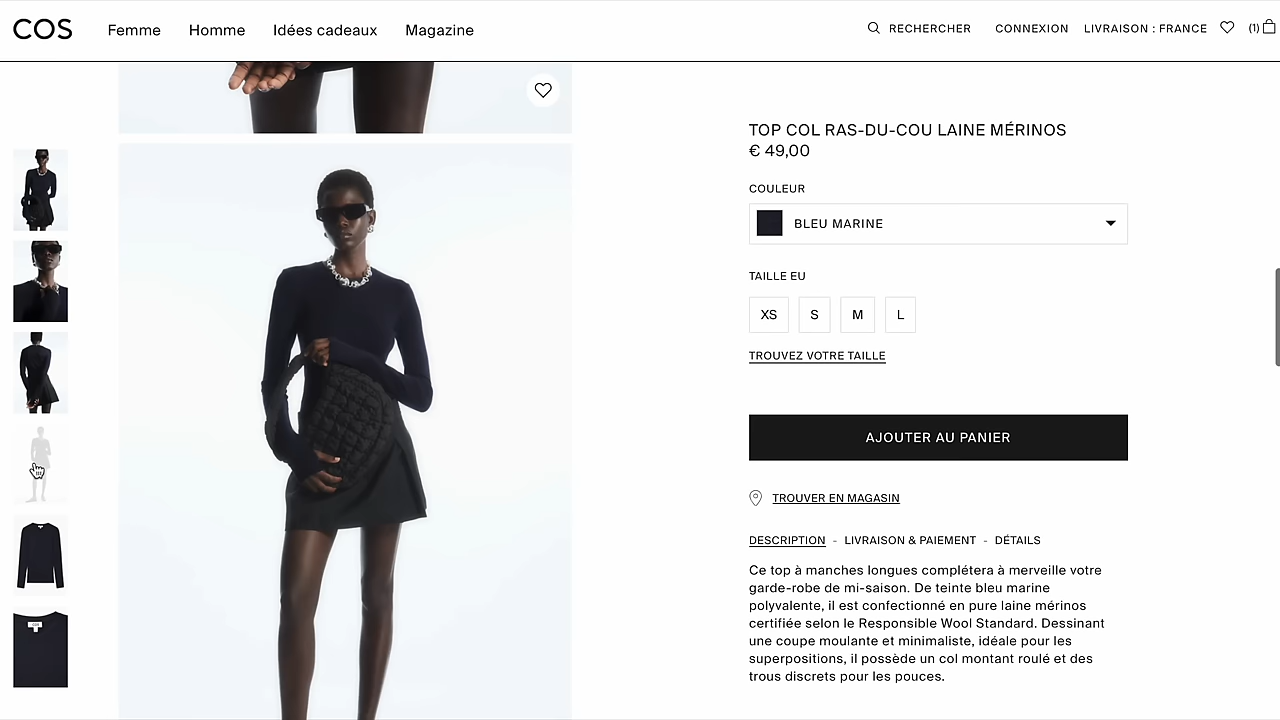 COS
Femme
Homme
Idées cadeaux
Magazine
RECHERCHER
CONNEXION
LIVRAISON : FRANCE
(1)
TOP COL RAS-DU-COU LAINE MÉRINOS
€ 49,00
COULEUR
BLEU MARINE
TAILLE EU
XS
S
M
L
TROUVEZ VOTRE TAILLE
AJOUTER AU PANIER
TROUVER EN MAGASIN
DESCRIPTION - LIVRAISON & PAIEMENT - DÉTAILS
Ce top à manches longues complétera à merveille votre
garde-robe de mi-saison. De teinte bleu marine
polyvalente, il est confectionné en pure laine mérinos
certifiée selon le Responsible Wool Standard. Dessinant
une coupe moulante et minimaliste, idéale pour les
superpositions, il possède un col montant roulé et des
trous discrets pour les pouces.
COS